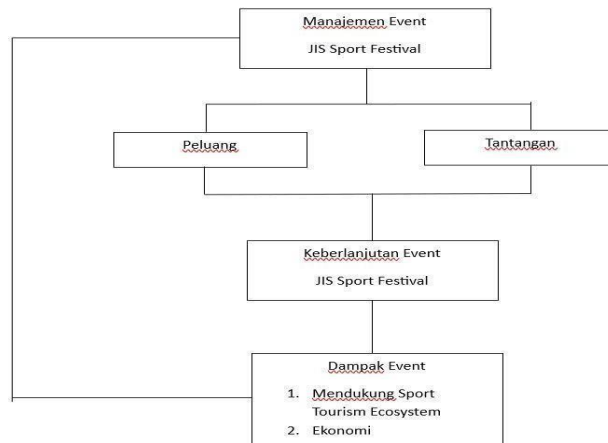 Manajemen Event
JIS Sport Festival
Peluang
Tantangan
Keberlanjutan Event
JIS Sport Festival
Dampak Event
1. Mendukung Sport
Tourism Ecosystem
2. Ekonomi